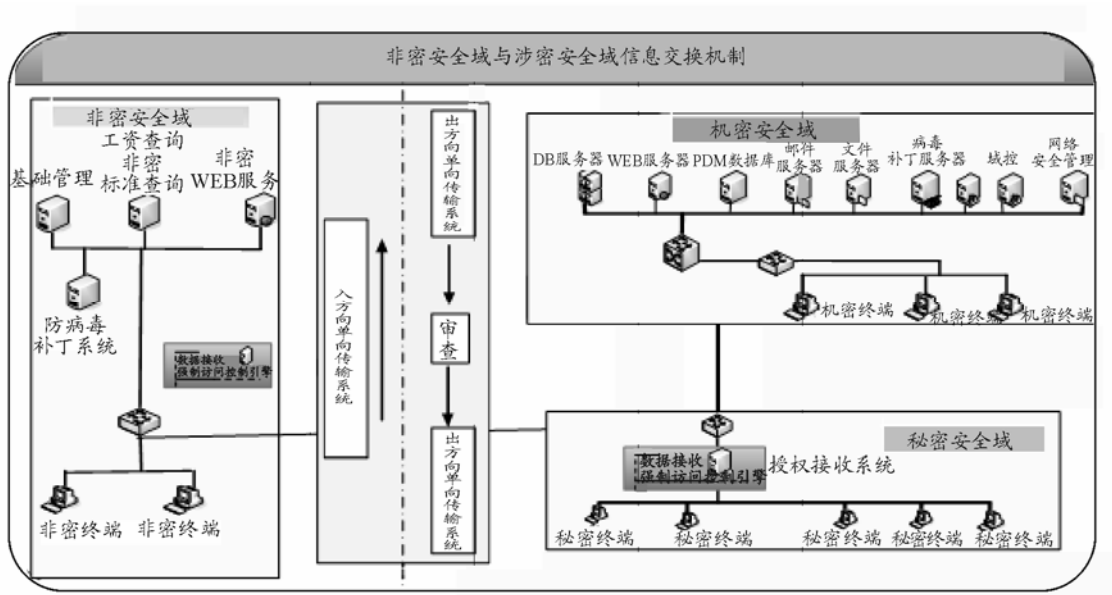 非密安全域与涉密安全域信息交换机制
非密安全域
工资查询
非密
标准查询
基础管理
非密
WEB服务
防病毒
补丁系统
数据接收
强制访问控制引擎
非密终端
非密终端
入方向单向传输系统
出方向单向传输系统
审查
出方向单向传输系统
机密安全域
DB服务器
WEB服务器
PDM数据库
邮件
服务器
文件
服务器
病毒
补丁服务器
域控
网络
安全管理
机密终端
机密终端
机密终端
秘密安全域
数据接收
强制访问控制引擎
授权接收系统
秘密终端
秘密终端
秘密终端
秘密终端
秘密终端